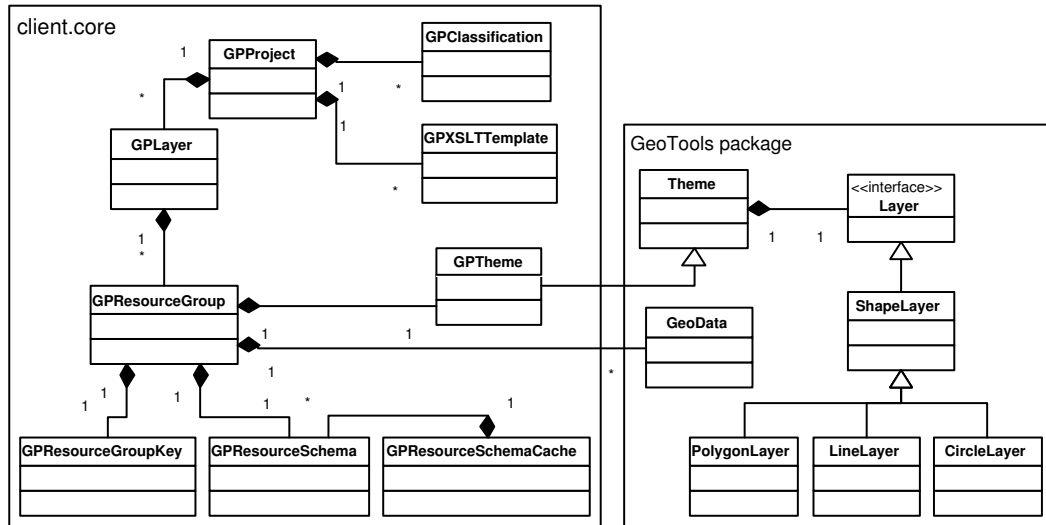 client.core
GPProject
GPClassification
1
*
1
*
GPLayer
GPXSLTTemplate
1
*
1
*
GPResourceGroup
GPTheme
1
1
1
*
1
1
1
1
*
1
GPResourceGroupKey
GPResourceSchema
GPResourceSchemaCache
GeoTools package
Theme
<<interface>>
Layer
1
1
GeoData
ShapeLayer
PolygonLayer
LineLayer
CircleLayer